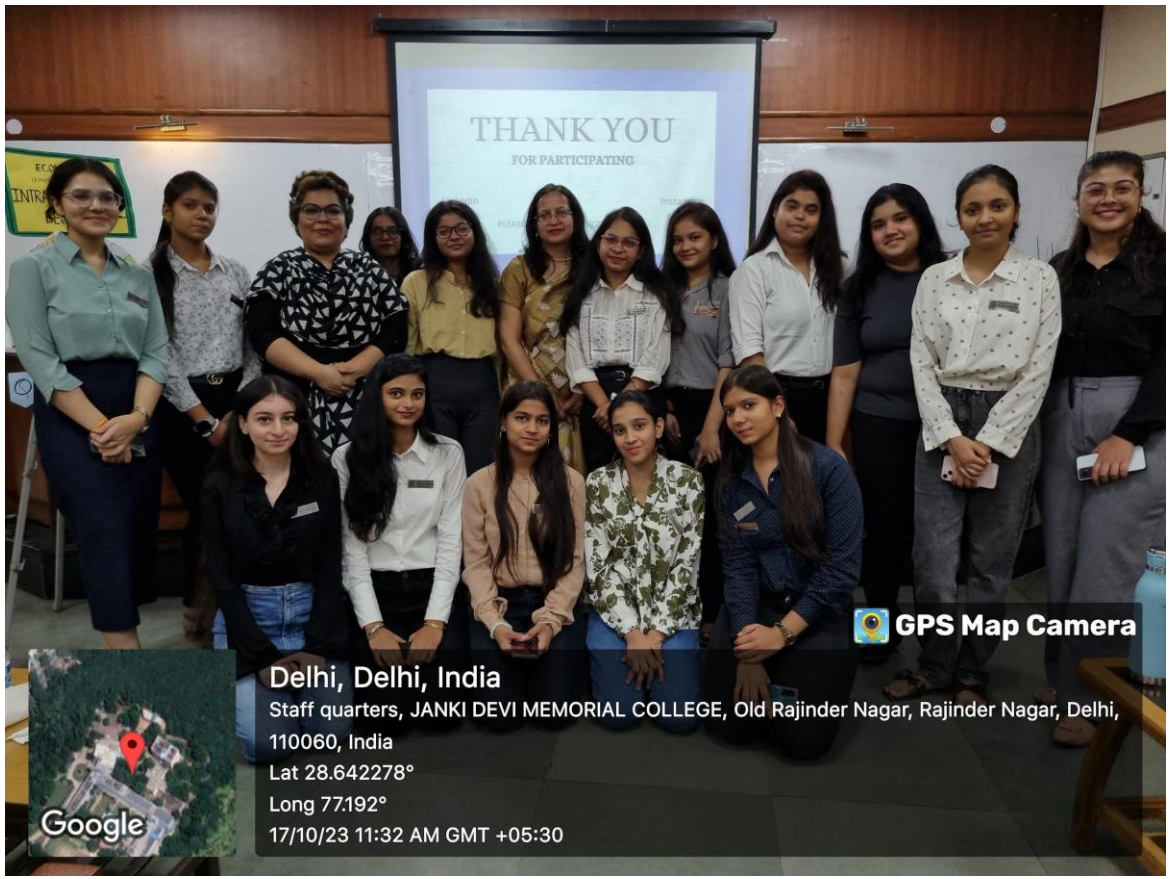 THANK YOU
FOR PARTICIPATING
INTRA
GPS Map Camera
Delhi, Delhi, India
Staff quarters, JANKI DEVI MEMORIAL COLLEGE, Old Rajinder Nagar, Rajinder Nagar, Delhi,
110060, India
Lat 28.642278°
Long 77.192°
17/10/23 11:32 AM GMT +05:30
Google